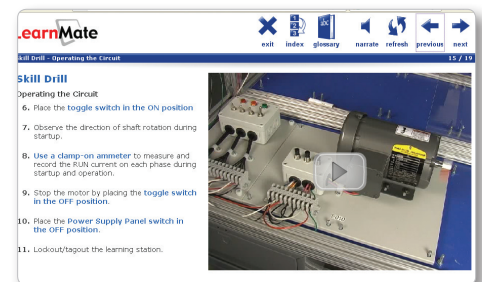 LearnMate
exit index glossary narrate refresh previous next
Skill Drill - Operating the Circuit 15 / 19
Skill Drill
Operating the Circuit
6. Place the toggle switch in the ON position
7. Observe the direction of shaft rotation during
startup.
8. Use a clamp-on ammeter to measure and
record the RUN current on each phase during
startup and operation.
9. Stop the motor by placing the toggle switch
in the OFF position.
10. Place the Power Supply Panel switch in
the OFF position.
11. Lockout/tagout the learning station.